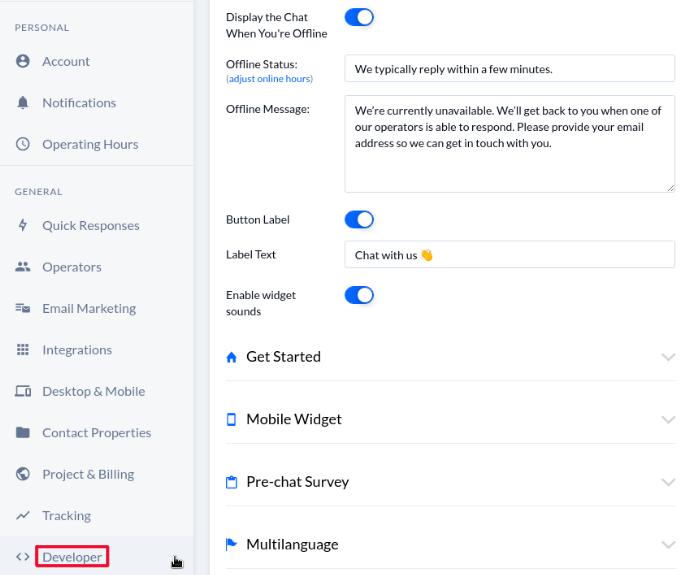 PERSONAL
Account
Notifications
Operating Hours
GENERAL
Quick Responses
Operators
Email Marketing
Integrations
Desktop & Mobile
Contact Properties
Project & Billing
Tracking
Developer
Display the Chat
When You're Offline
Offline Status:
(adjust online hours)
We typically reply within a few minutes.
Offline Message:
We're currently unavailable. We'll get back to you when one of
our operators is able to respond. Please provide your email
address so we can get in touch with you.
Button Label
Label Text
Chat with us 👋
Enable widget
sounds
Get Started
Mobile Widget
Pre-chat Survey
Multilanguage